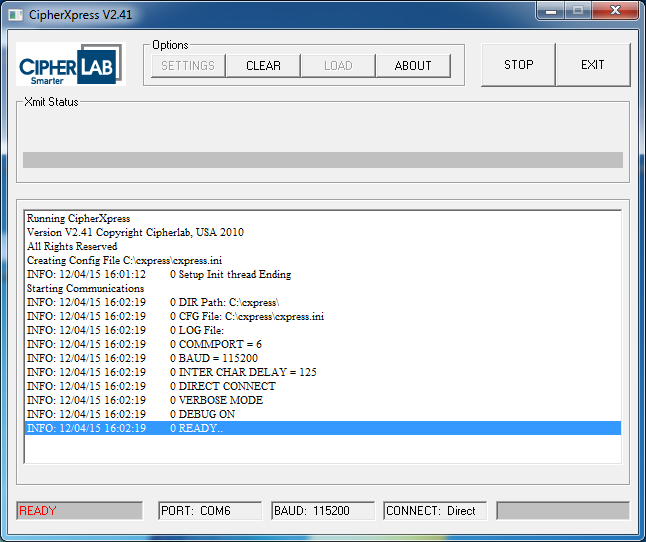 CipherXpress V2.41
CIPHERLAB
Smarter
Options
SETTINGS CLEAR LOAD ABOUT STOP EXIT
Xmit Status
Running CipherXpress
Version V2.41 Copyright Cipherlab, USA 2010
All Rights Reserved
Creating Config File C:\cxpress\cxpress.ini
INFO: 12/04/15 16:01:12 0 Setup Init thread Ending
Starting Communications
INFO: 12/04/15 16:02:19 0 DIR Path: C:\cxpress\
INFO: 12/04/15 16:02:19 0 CFG File: C:\cxpress\cxpress.ini
INFO: 12/04/15 16:02:19 0 LOG File:
INFO: 12/04/15 16:02:19 0 COMMPORT = 6
INFO: 12/04/15 16:02:19 0 BAUD = 115200
INFO: 12/04/15 16:02:19 0 INTER CHAR DELAY = 125
INFO: 12/04/15 16:02:19 0 DIRECT CONNECT
INFO: 12/04/15 16:02:19 0 VERBOSE MODE
INFO: 12/04/15 16:02:19 0 DEBUG ON
INFO: 12/04/15 16:02:19 0 READY..
READY PORT: COM6 BAUD: 115200 CONNECT: Direct